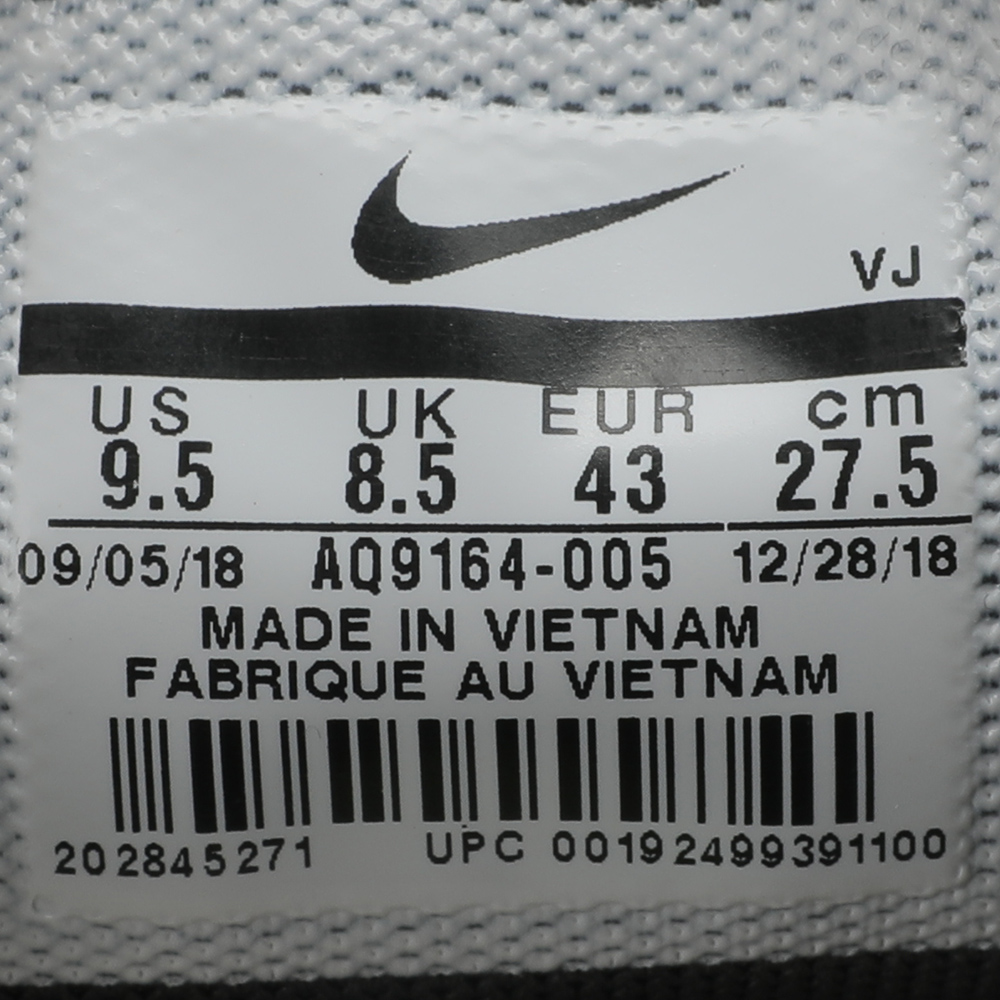 VJ
US UK EUR cm
9.5 8.5 43 27.5
09/05/18 AQ9164-005 12/28/18
MADE IN VIETNAM
FABRIQUE AU VIETNAM
202845271 UPC 00192499391100